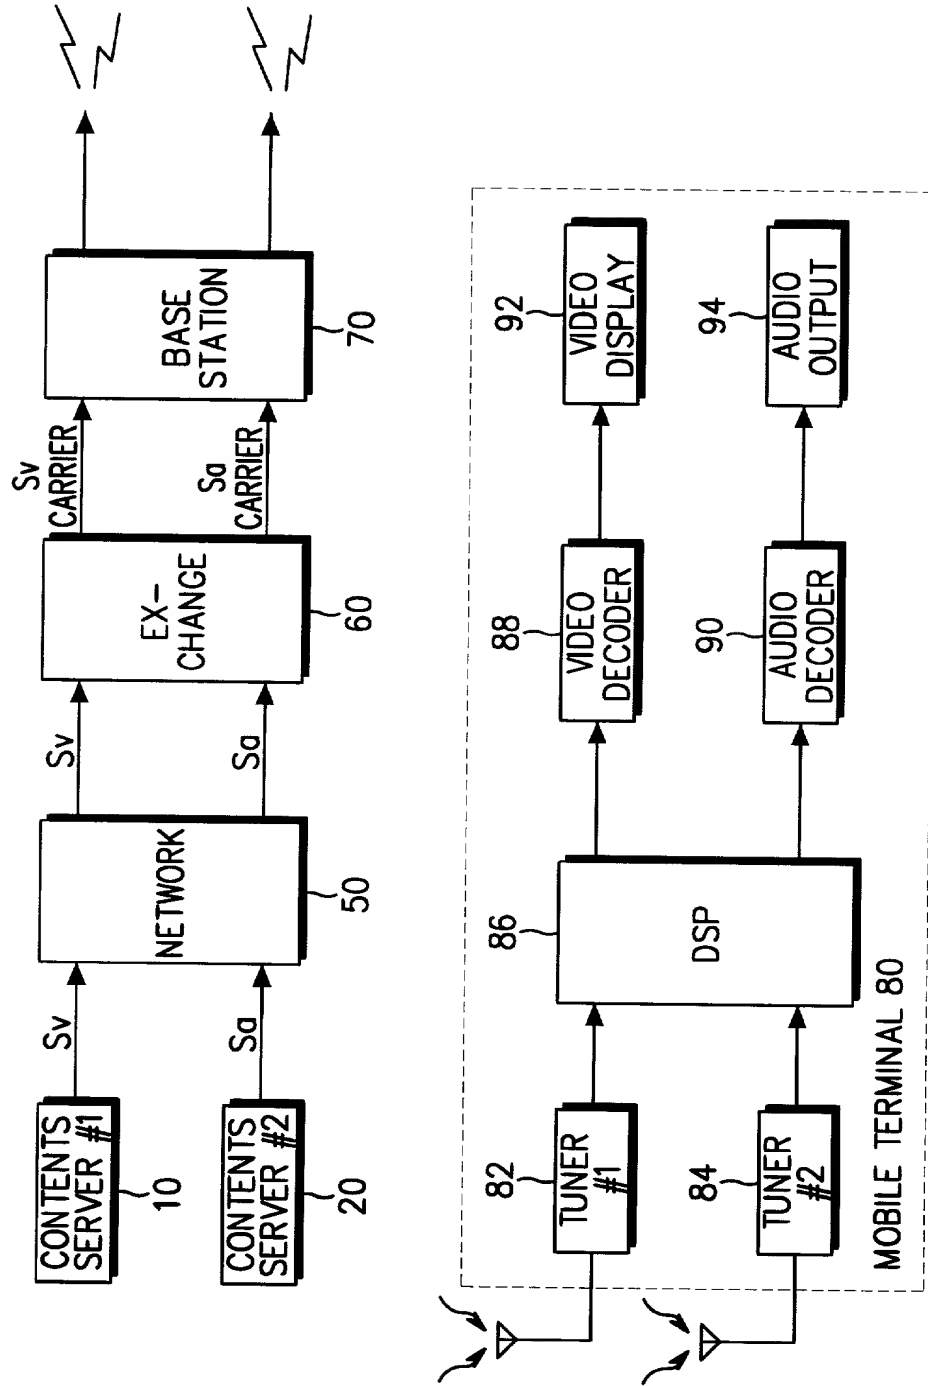 CONTENTS
SERVER #1
10
Sv
NETWORK
50
Sv
EX-
CHANGE
60
Sv
CARRIER
BASE
STATION
70
CONTENTS
SERVER #2
20
Sa
Sa
Sa
CARRIER
82
TUNER
#1
86
DSP
88
VIDEO
DECODER
92
VIDEO
DISPLAY
84
TUNER
#2
90
AUDIO
DECODER
94
AUDIO
OUTPUT
MOBILE TERMINAL 80